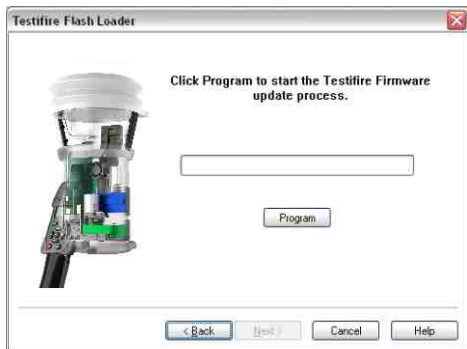 Testifire Flash Loader
Click Program to start the Testifire Firmware
update process.
Program
< Back
Next >
Cancel
Help